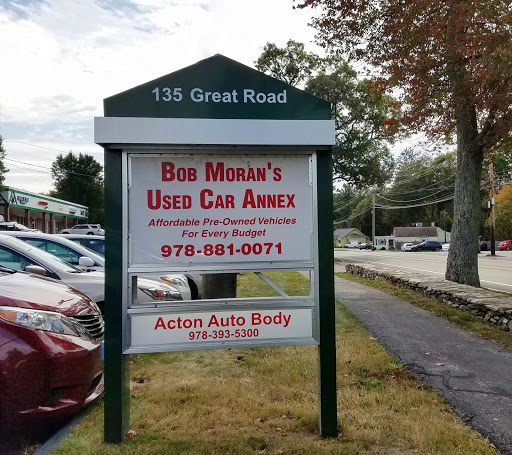 135 Great Road
BOB MORAN'S
USED CAR ANNEX
Affordable Pre-Owned Vehicles
For Every Budget
978-881-0071
Acton Auto Body
978-393-5300